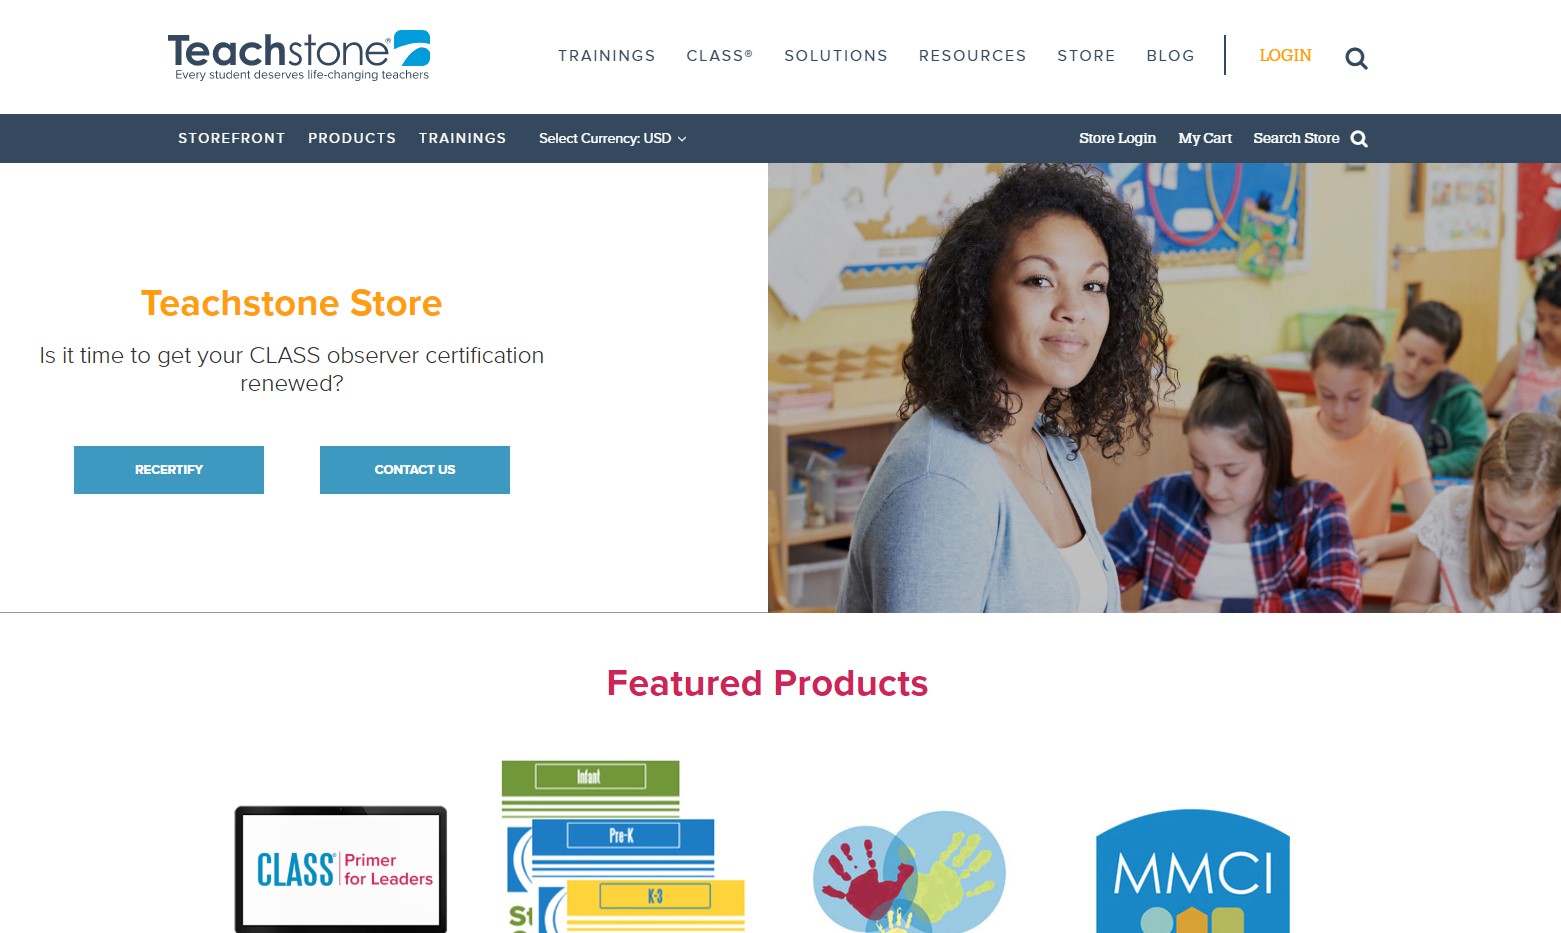 Teachstone®
Every student deserves life-changing teachers
TRAININGS CLASS® SOLUTIONS RESOURCES STORE BLOG LOGIN
STOREFRONT PRODUCTS TRAININGS Select Currency: USD Store Login My Cart Search Store
Teachstone Store
Is it time to get your CLASS observer certification
renewed?
RECERTIFY CONTACT US
Featured Products
CLASS® Primer
for Leaders
Infant
Pre-K
K-3
MMCI